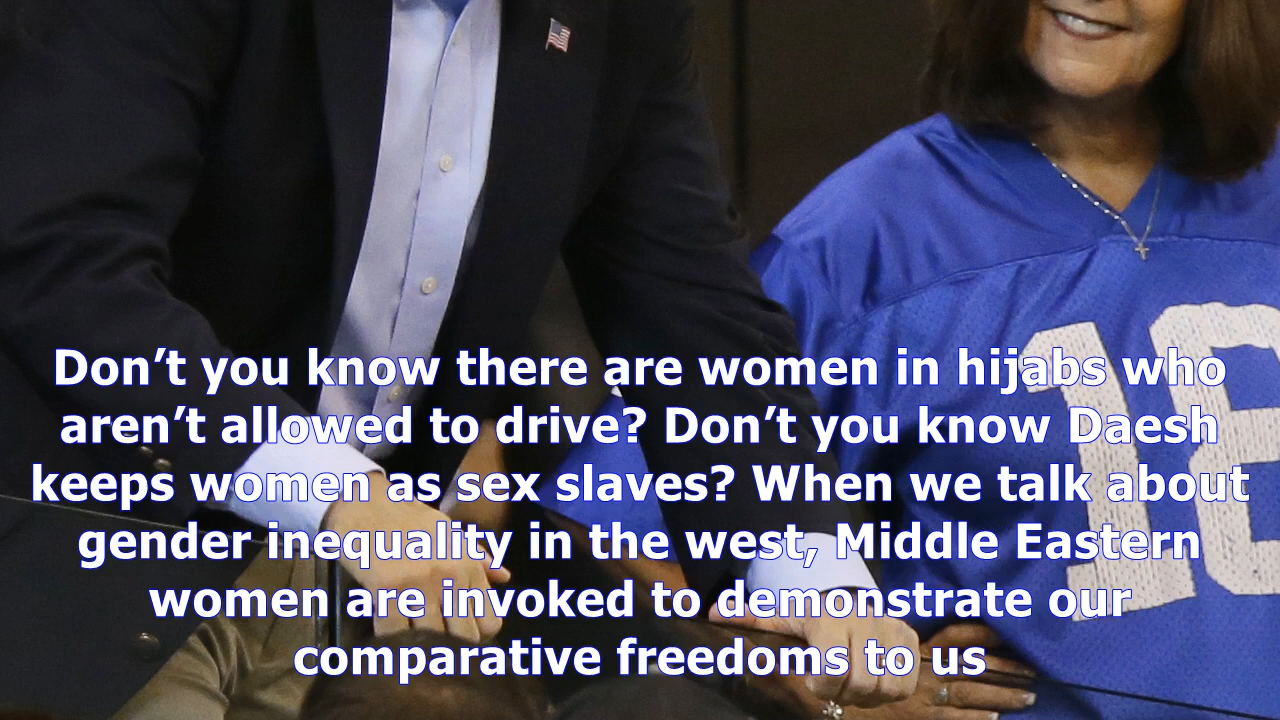 18
Don’t you know there are women in hijabs who
aren’t allowed to drive? Don’t you know Daesh
keeps women as sex slaves? When we talk about
gender inequality in the west, Middle Eastern
women are invoked to demonstrate our
comparative freedoms to us